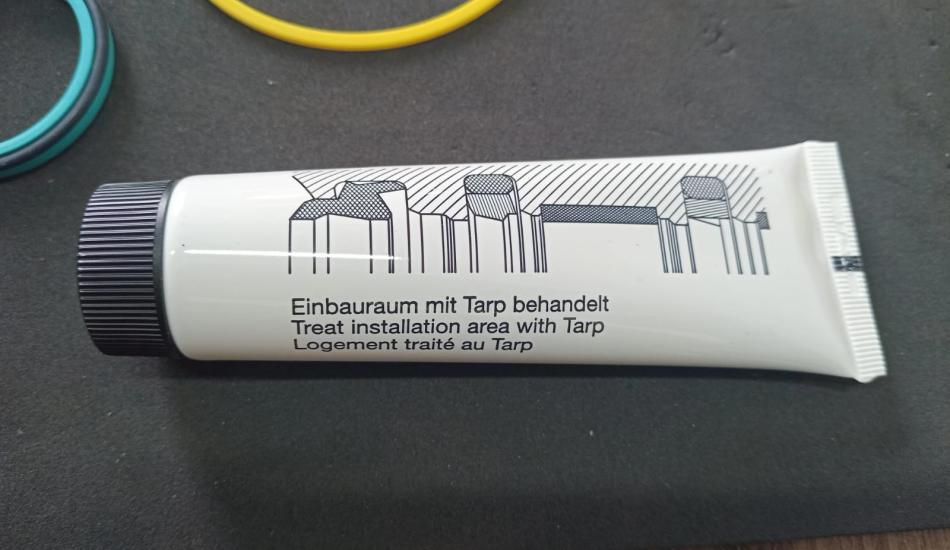 Einbauraum mit Tarp behandelt
Treat installation area with Tarp
Logement traité au Tarp